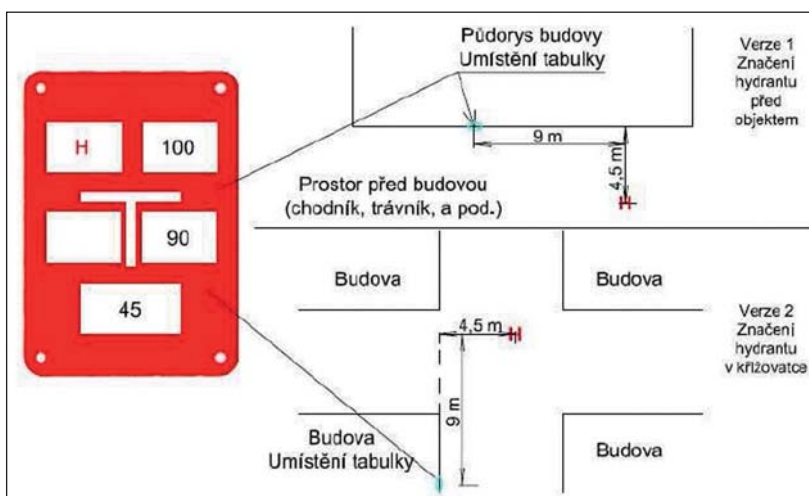 H
100
90
45
Půdorys budovy
Umístění tabulky
9 m
4,5 m
H
Prostor před budovou
(chodník, trávník, a pod.)
Verze 1
Značení
hydrantu
před
objektem
Budova
Budova
4,5 m
H
9 m
Budova
Umístění tabulky
Budova
Verze 2
Značení
hydrantu
v křižovatce